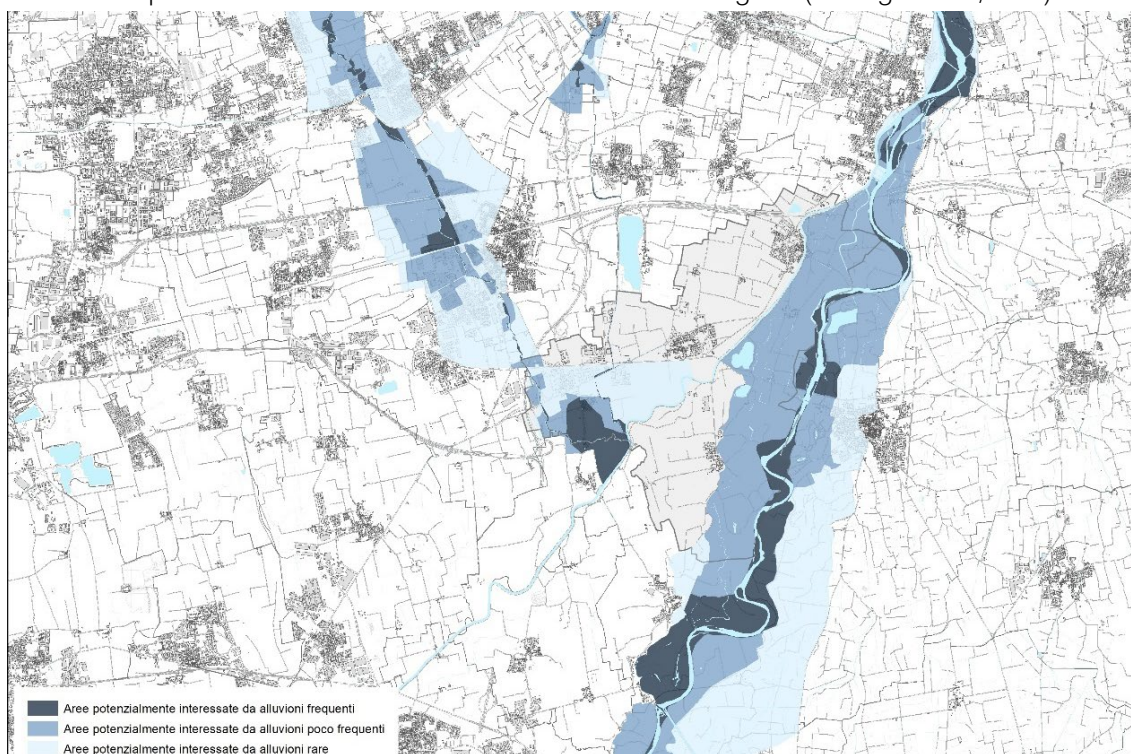 Aree potenzialmente interessate da alluvioni frequenti
Aree potenzialmente interessate da alluvioni poco frequenti
Aree potenzialmente interessate da alluvioni rare